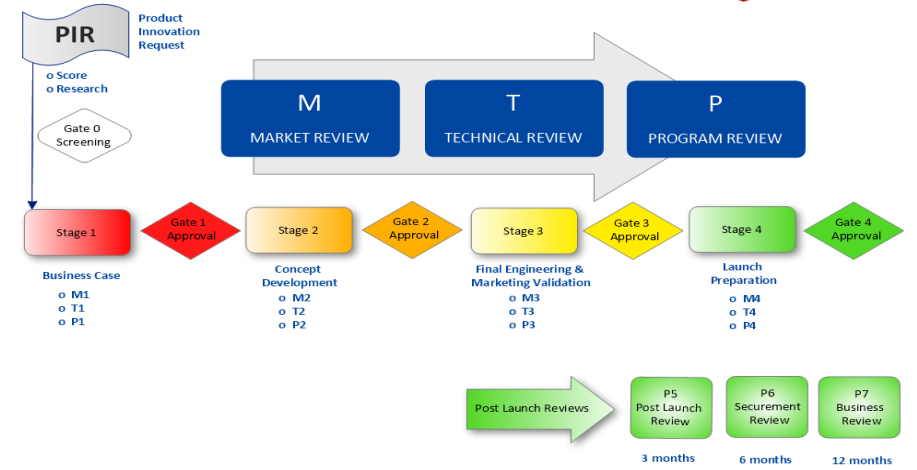 PIR
Product
Innovation
Request
o Score
o Research
Gate 0
Screening
M
MARKET REVIEW
T
TECHNICAL REVIEW
P
PROGRAM REVIEW
Stage 1
Gate 1
Approval
Stage 2
Gate 2
Approval
Stage 3
Gate 3
Approval
Stage 4
Gate 4
Approval
Business Case
o M1
o T1
o P1
Concept
Development
o M2
o T2
o P2
Final Engineering &
Marketing Validation
o M3
o T3
o P3
Launch
Preparation
o M4
o T4
o P4
Post Launch Reviews
P5
Post Launch
Review
P6
Securement
Review
P7
Business
Review
3 months
6 months
12 months